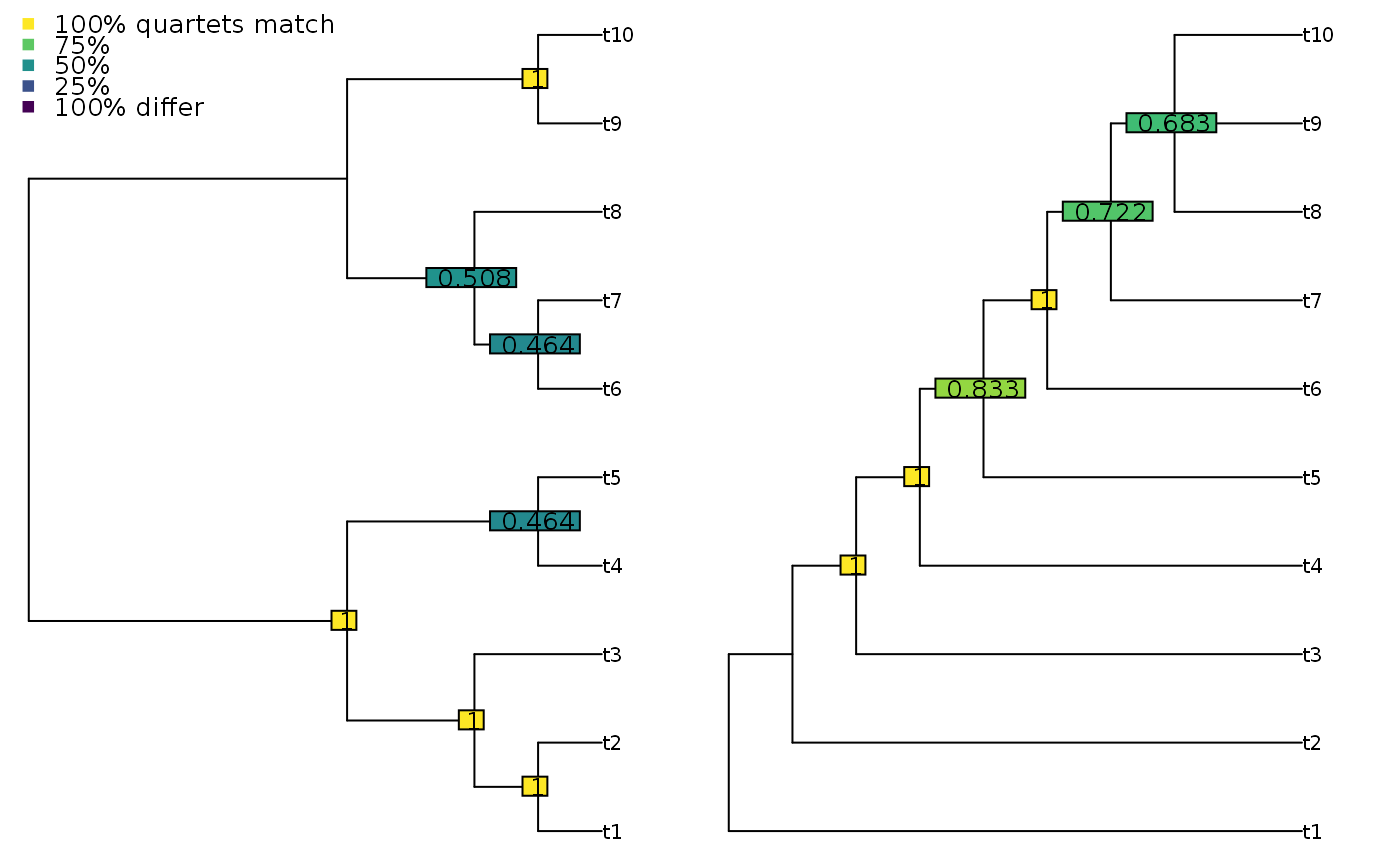 100% quartets match
75%
50%
25%
100% differ
t10
1
t9
t8
0.508
t7
0.464
t6
t5
0.464
t4
1
t3
1
t2
1
t1
t10
0.683
t9
0.722
t8
1
t7
0.833
t6
1
t5
1
t4
t3
t2
t1